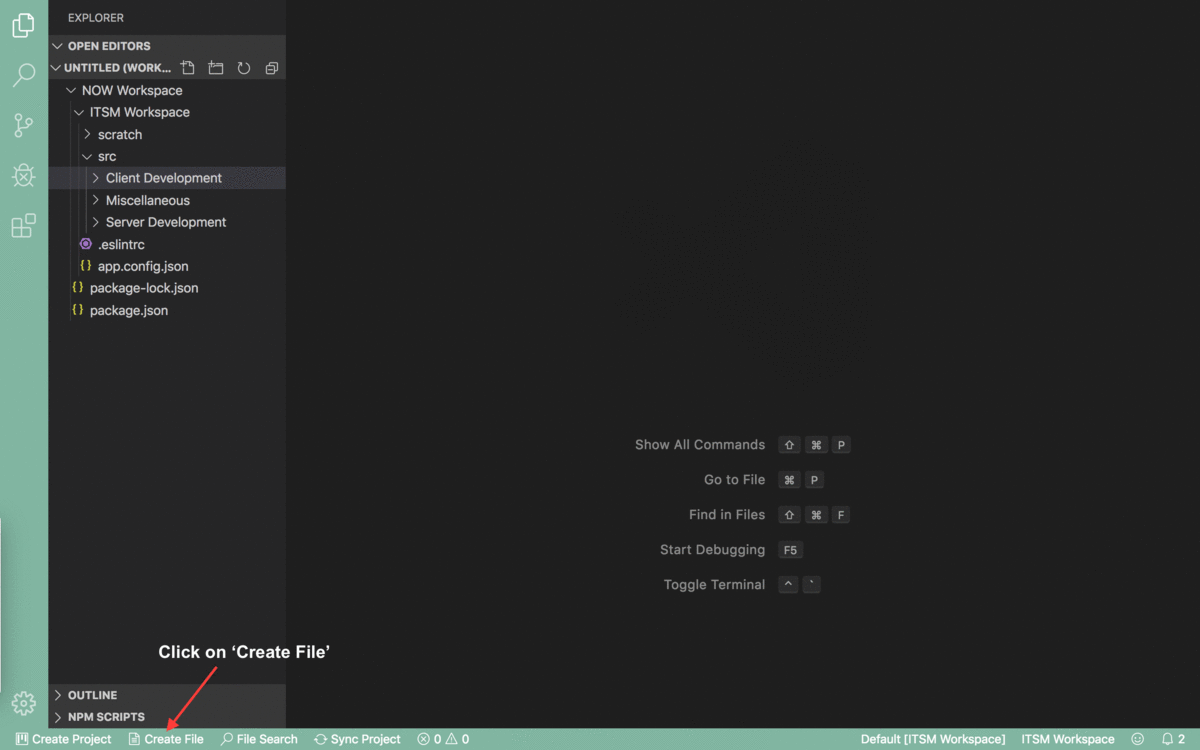 EXPLORER
OPEN EDITORS
UNTITLED (WORK...
NOW Workspace
ITSM Workspace
scratch
src
Client Development
Miscellaneous
Server Development
.eslintrc
{} app.config.json
{} package-lock.json
{} package.json
Show All Commands ⇧ ⌘ P
Go to File ⌘ P
Find in Files ⇧ ⌘ F
Start Debugging F5
Toggle Terminal ^ `
Click on ‘Create File’
OUTLINE
NPM SCRIPTS
Create Project Create File File Search Sync Project 0 0 Default [ITSM Workspace] ITSM Workspace 2